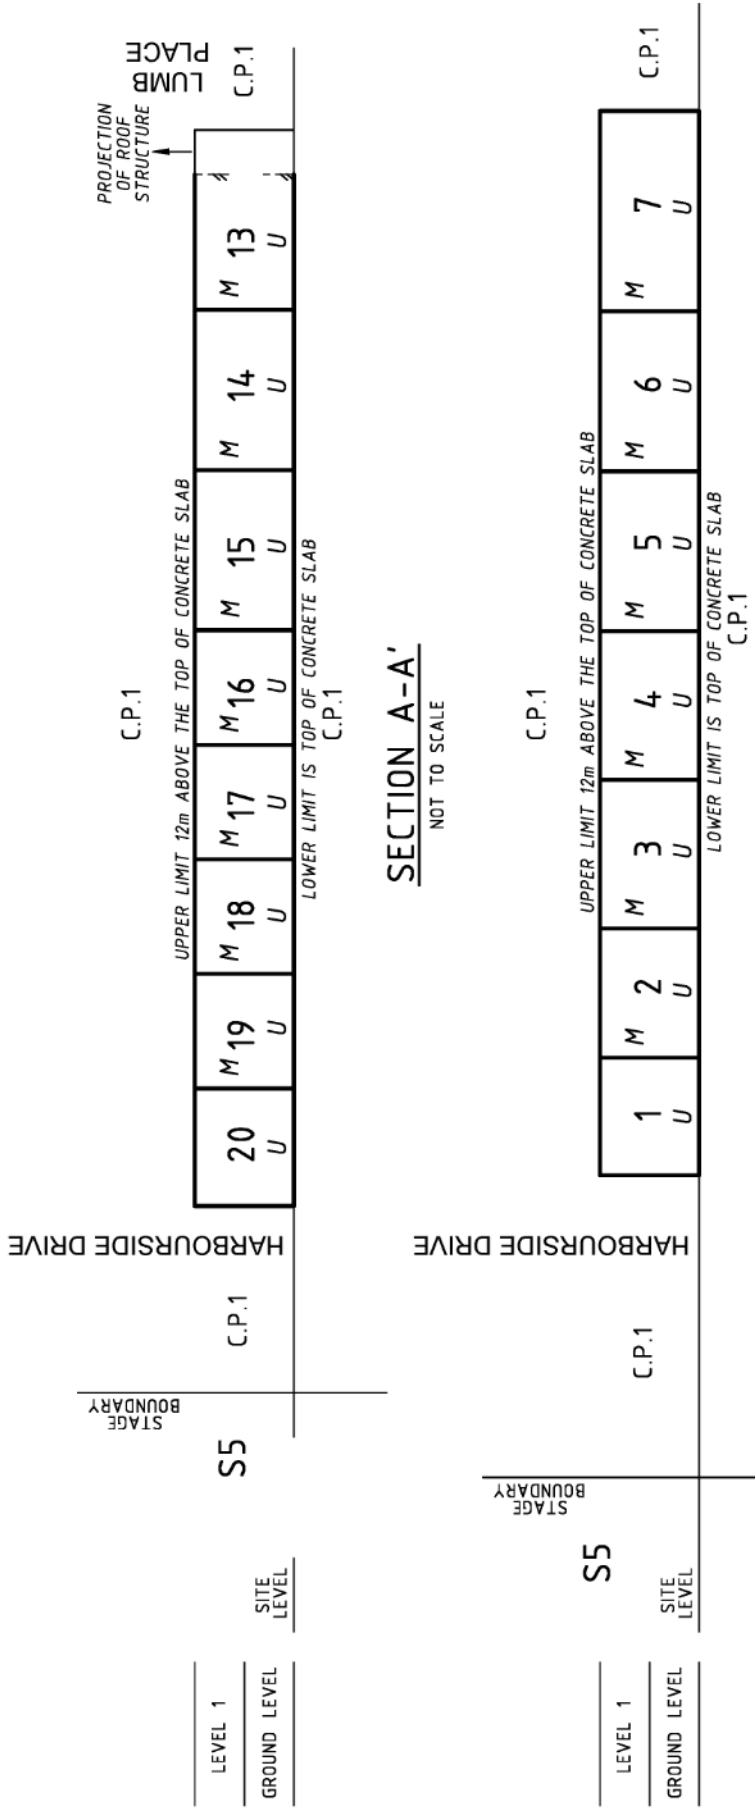 LUMB
PLACE
PROJECTION
OF ROOF
STRUCTURE
C.P.1
C.P.1
UPPER LIMIT 12m ABOVE THE TOP OF CONCRETE SLAB
HARBOURSIDE DRIVE
STAGE
BOUNDARY
S5
C.P.1
LEVEL 1
GROUND LEVEL
SITE
LEVEL
20
M 19
M 18
M 17
M 16
M 15
M 14
M 13
U U U U U U U U
LOWER LIMIT IS TOP OF CONCRETE SLAB
C.P.1
SECTION A-A'
NOT TO SCALE
C.P.1
UPPER LIMIT 12m ABOVE THE TOP OF CONCRETE SLAB
HARBOURSIDE DRIVE
STAGE
BOUNDARY
S5
C.P.1
LEVEL 1
GROUND LEVEL
SITE
LEVEL
1
M 2
M 3
M 4
M 5
M 6
M 7
U U U U U U U
C.P.1
LOWER LIMIT IS TOP OF CONCRETE SLAB
C.P.1